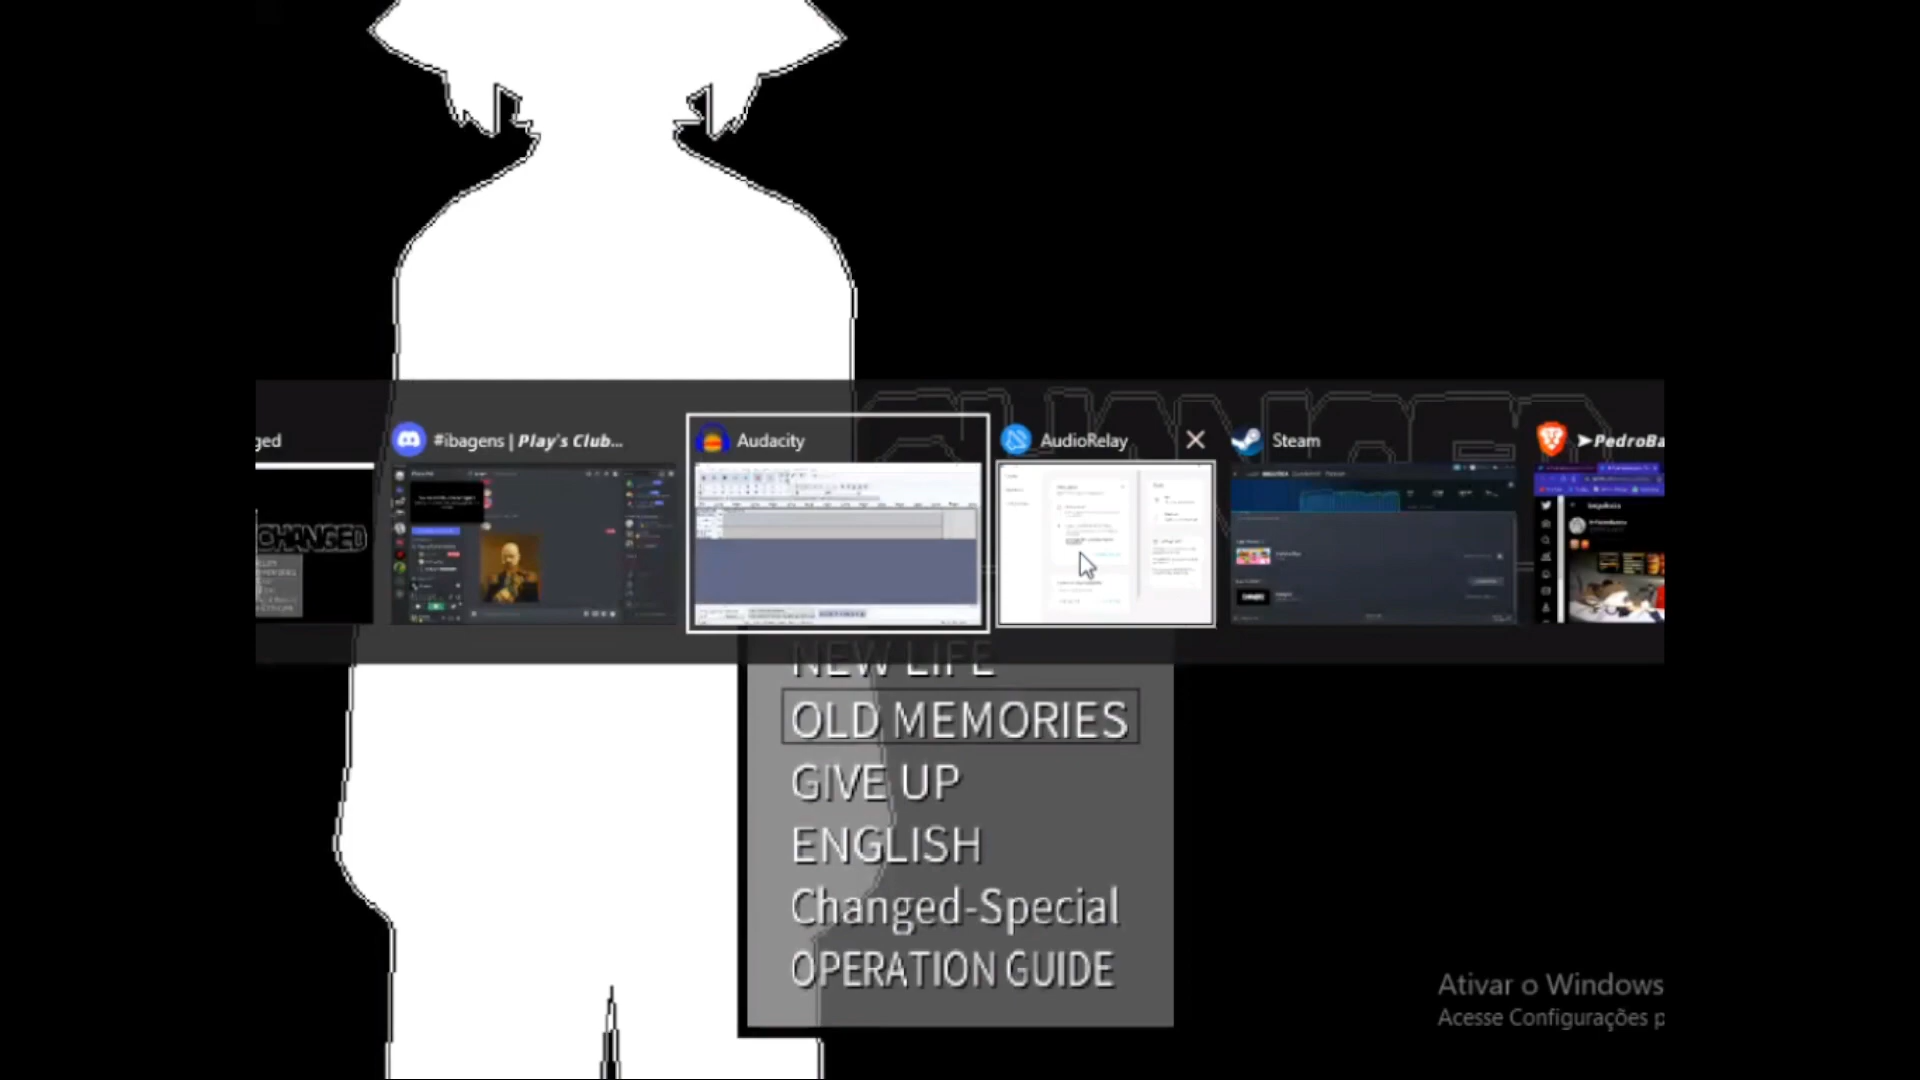 ged
#ibagens | Play's Club...
Audacity
AudioRelay
Steam
➤PedroBa
CHANGED
NEW LIFE
OLD MEMORIES
GIVE UP
ENGLISH
Changed-Special
OPERATION GUIDE
Ativar o Windows
Acesse Configurações p